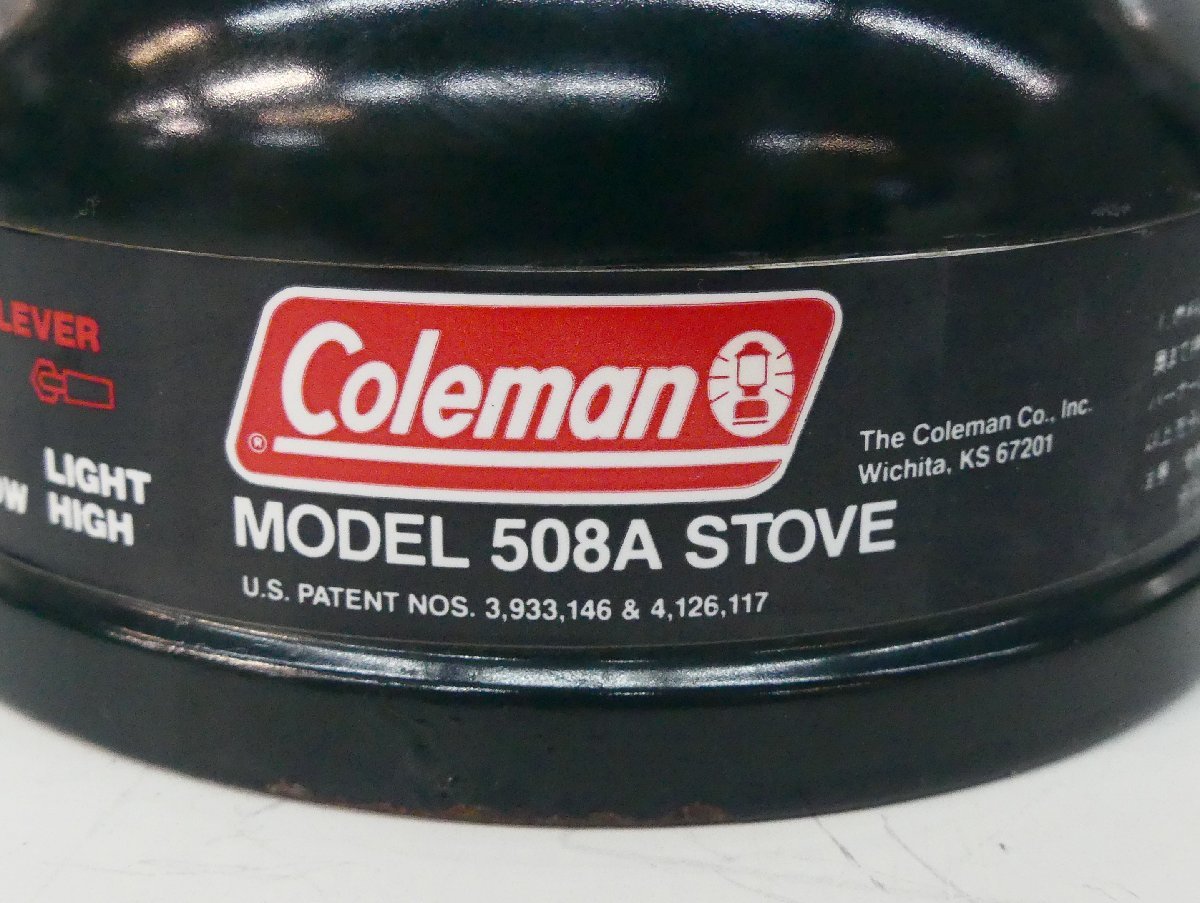 LEVER
LIGHT
HIGH
Coleman
®
MODEL 508A STOVE
U.S. PATENT NOS. 3,933,146 & 4,126,117
The Coleman Co., Inc.
Wichita, KS 67201